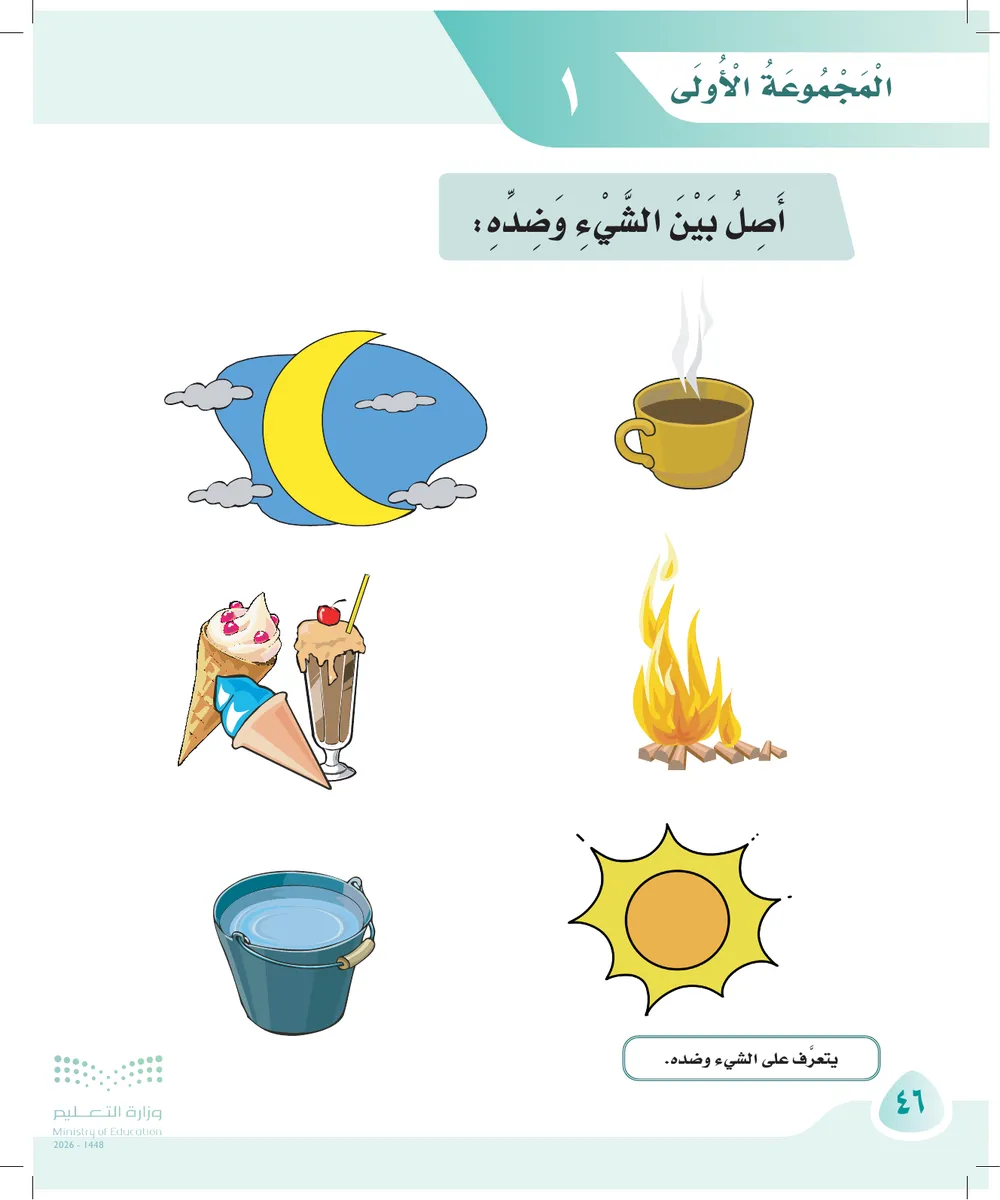 الْمَجْمُوعَةُ الْأُولَى
١
أَصِلُ بَيْنَ الشَّيْءِ وَضِدِّهِ:
يتعرَّف على الشيء وضده.
٤٦
وزارة التعليم
Ministry of Education
2026 - 1448